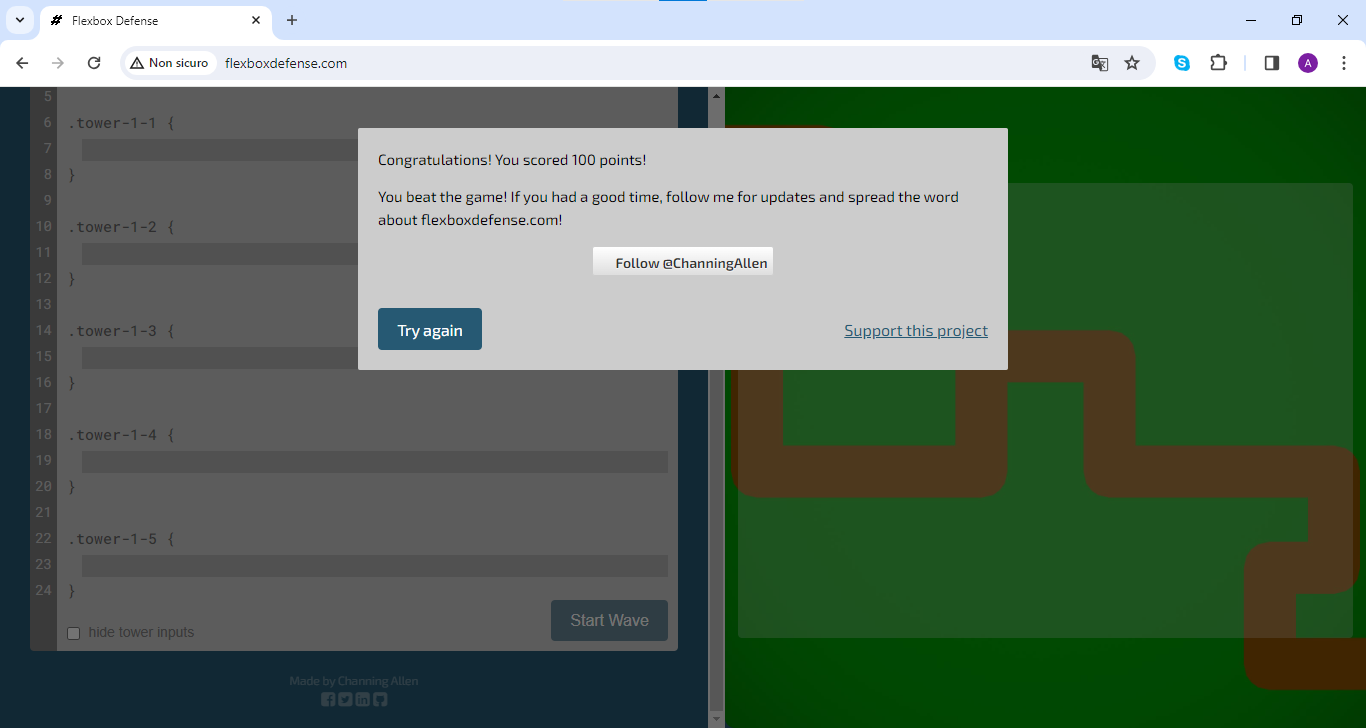 Flexbox Defense
Non sicuro
flexboxdefense.com
A
5
6 .tower-1-1 {
7
8 }
9
10 .tower-1-2 {
11
12 }
13
14 .tower-1-3 {
15
16 }
17
18 .tower-1-4 {
19
20 }
21
22 .tower-1-5 {
23
24 }
hide tower inputs
Start Wave
Made by Channing Allen
Congratulations! You scored 100 points!
You beat the game! If you had a good time, follow me for updates and spread the word
about flexboxdefense.com!
Follow @ChanningAllen
Try again
Support this project